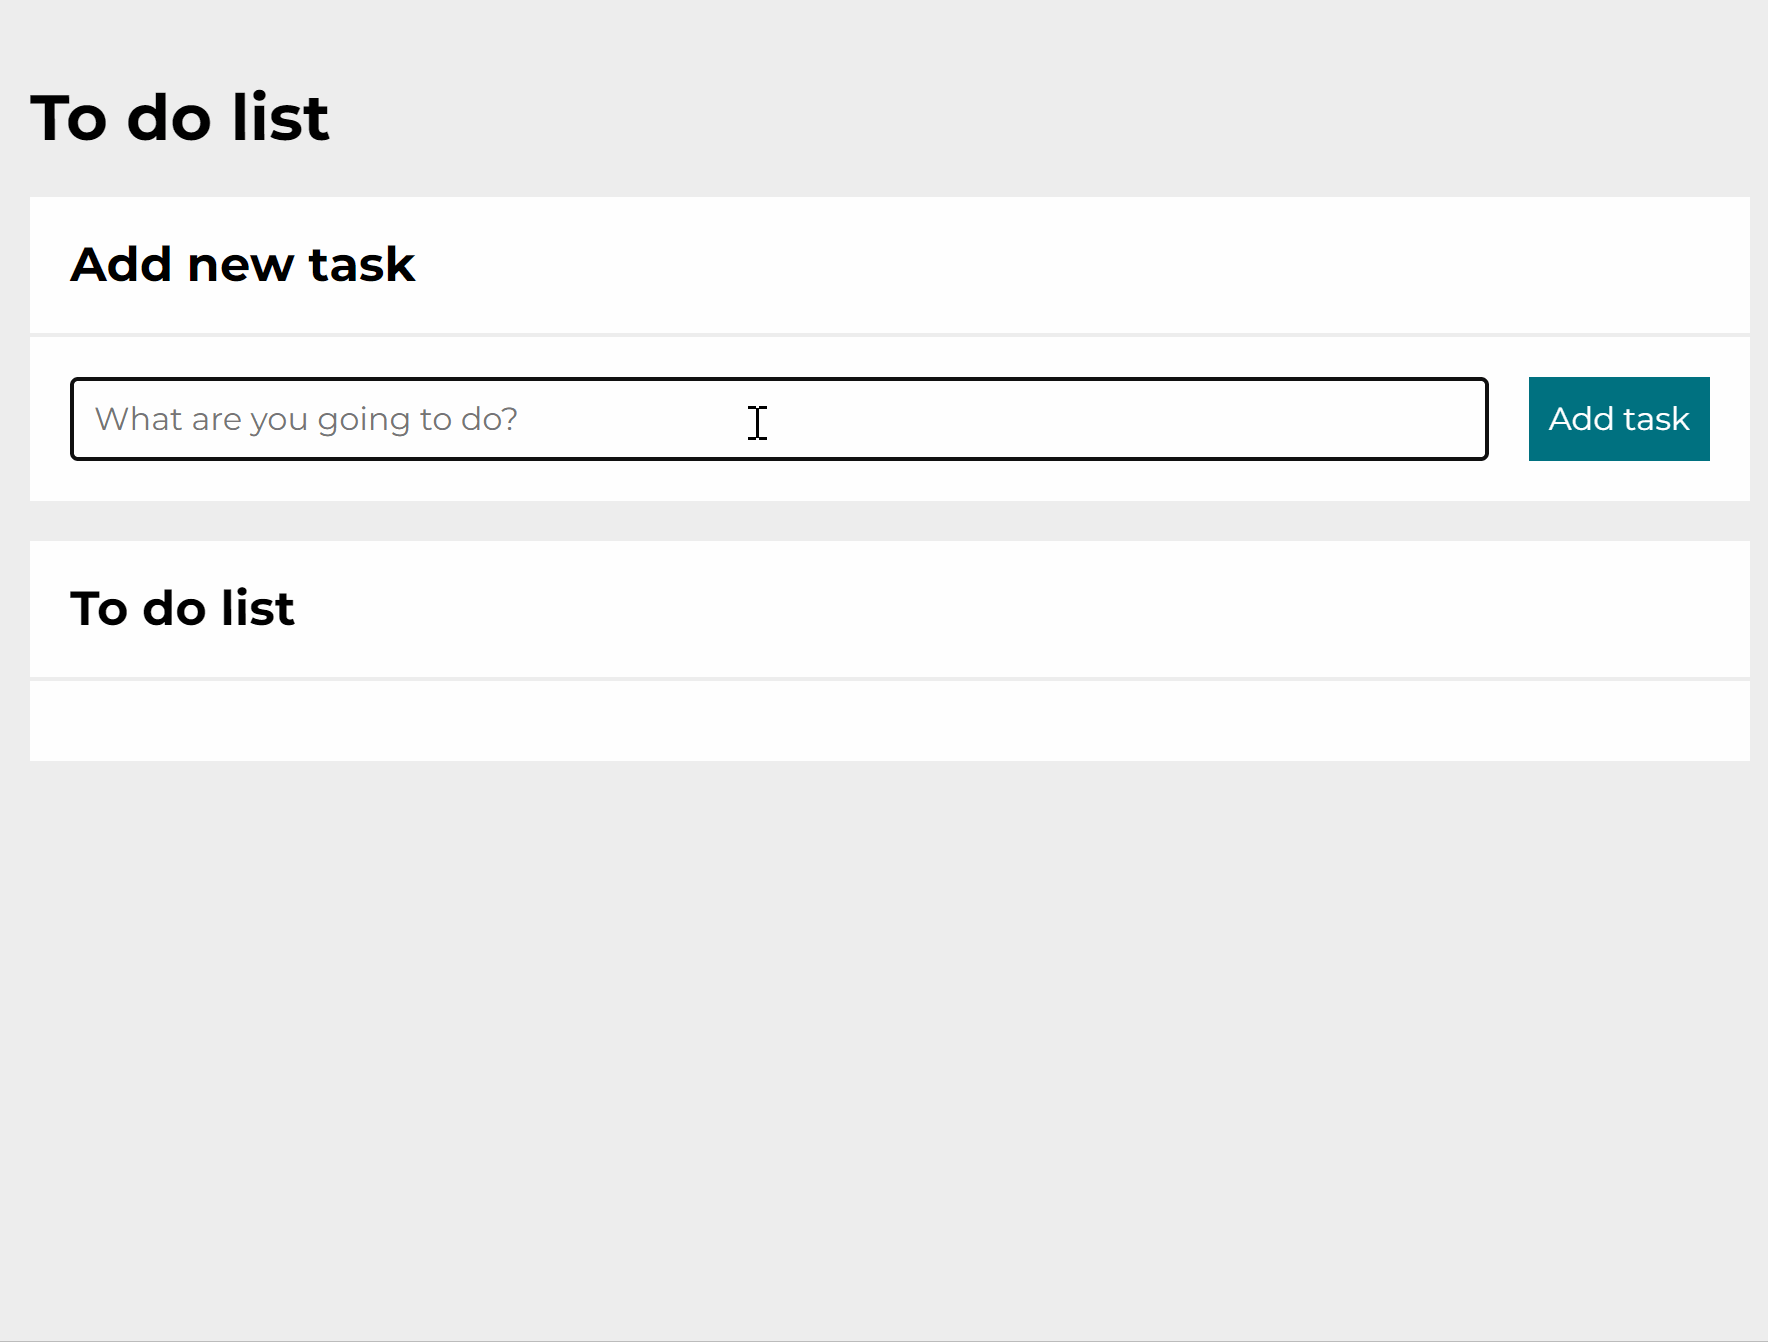 To do list
Add new task
What are you going to do?
Add task
To do list